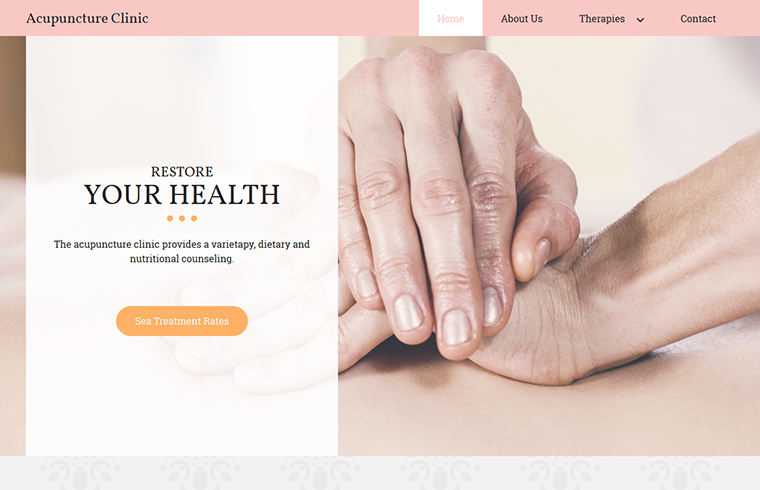 Acupuncture Clinic
Home
About Us
Therapies
Contact
RESTORE
YOUR HEALTH
The acupuncture clinic provides a varietapy, dietary and
nutritional counseling.
Sea Treatment Rates